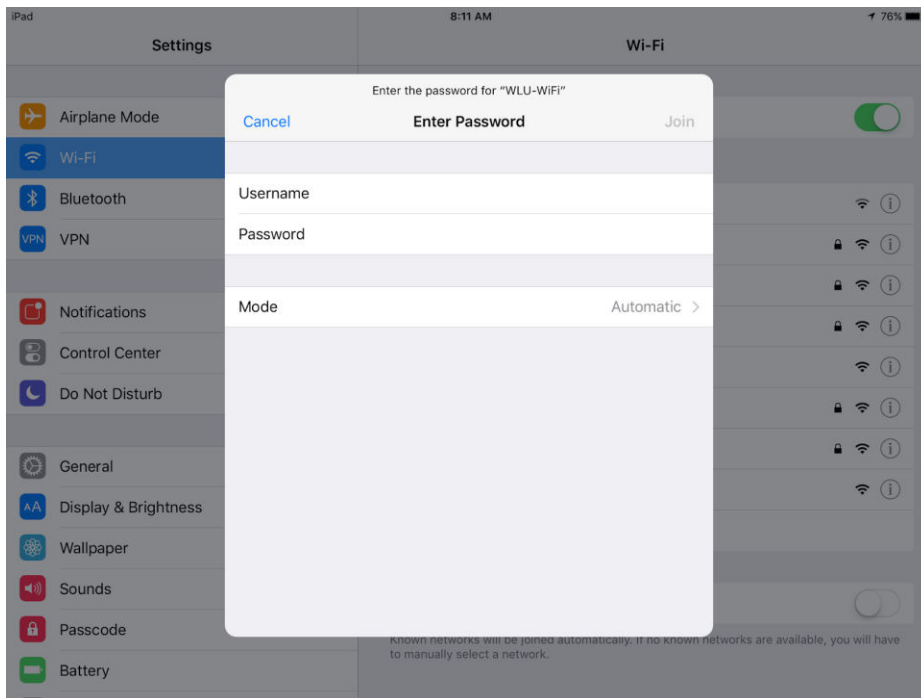 iPad
8:11 AM
76%
Settings
Wi-Fi
Airplane Mode
Wi-Fi
Bluetooth
VPN
VPN
Notifications
Control Center
Do Not Disturb
General
AA
Display & Brightness
Wallpaper
Sounds
Passcode
Battery
Enter the password for “WLU-WiFi”
Cancel
Enter Password
Join
Username
Password
Mode
Automatic
Known networks will be joined automatically. If no known networks are available, you will have
to manually select a network.